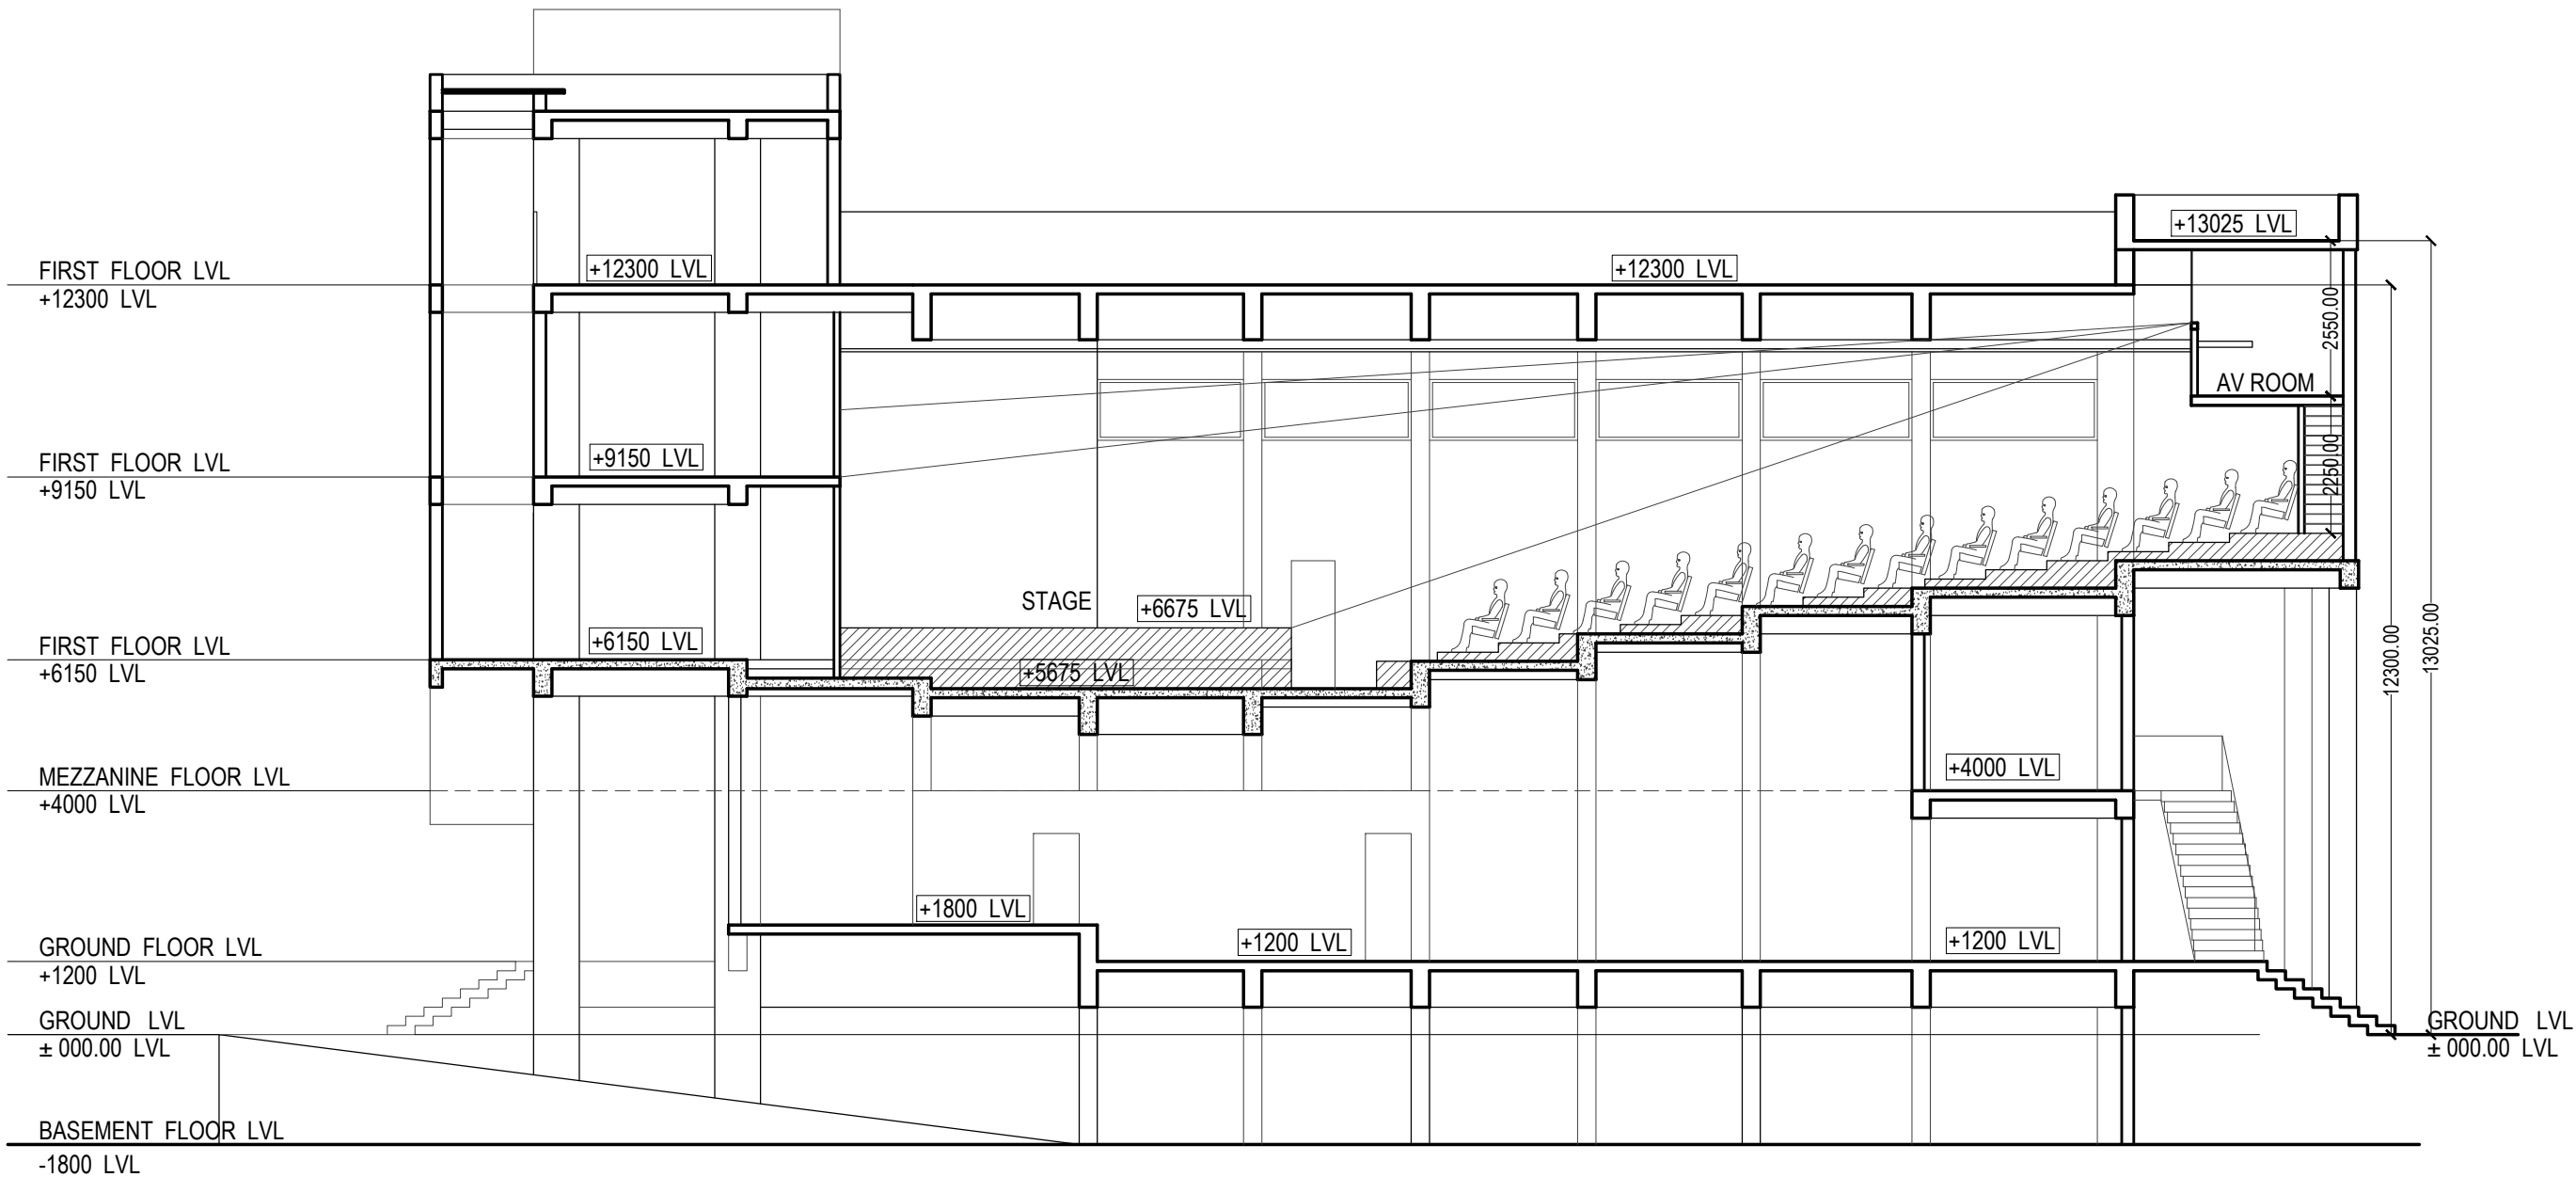 +13025 LVL
FIRST FLOOR LVL
+12300 LVL
+12300 LVL
+12300 LVL
2550.00
AV ROOM
FIRST FLOOR LVL
+9150 LVL
+9150 LVL
2250.00
STAGE
+6675 LVL
FIRST FLOOR LVL
+6150 LVL
+6150 LVL
+5675 LVL
12300.00
13025.00
MEZZANINE FLOOR LVL
+4000 LVL
+4000 LVL
+1800 LVL
GROUND FLOOR LVL
+1200 LVL
+1200 LVL
+1200 LVL
GROUND LVL
± 000.00 LVL
GROUND LVL
± 000.00 LVL
BASEMENT FLOOR LVL
-1800 LVL